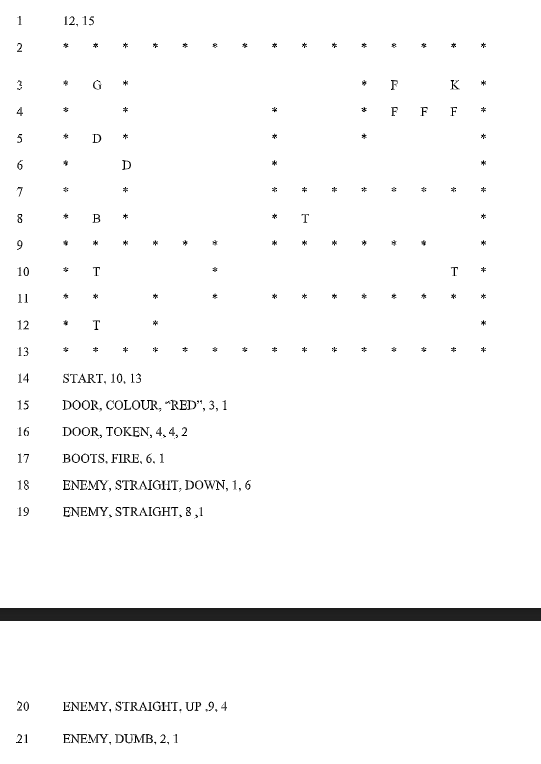 1 12, 15
2 * * * * * * * * * * * * * * *
3 * G * * F K *
4 * * * * F F F *
5 * D * * * *
6 * D * *
7 * * * * * * * * * *
8 * B * * T *
9 * * * * * * * * * * * * *
10 * T * T *
11 * * * * * * * * * * * *
12 * T * *
13 * * * * * * * * * * * * * * *
14 START, 10, 13
15 DOOR, COLOUR, “RED”, 3, 1
16 DOOR, TOKEN, 4, 4, 2
17 BOOTS, FIRE, 6, 1
18 ENEMY, STRAIGHT, DOWN, 1, 6
19 ENEMY, STRAIGHT, 8 ,1
20 ENEMY, STRAIGHT, UP ,9, 4
21 ENEMY, DUMB, 2, 1